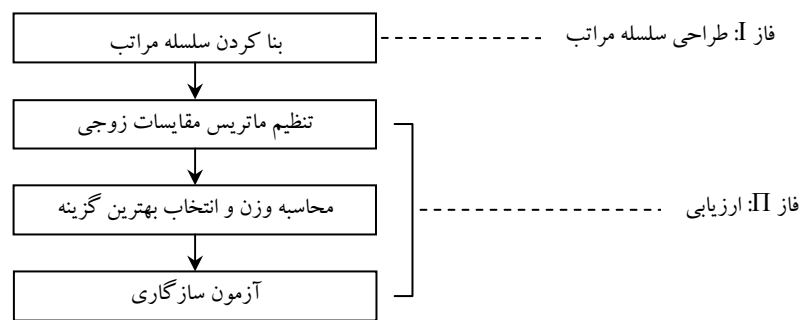 بنا کردن سلسله مراتب
فاز I: طراحی سلسله مراتب
تنظیم ماتریس مقایسات زوجی
محاسبه وزن و انتخاب بهترین گزینه
فاز Π: ارزیابی
آزمون سازگاری